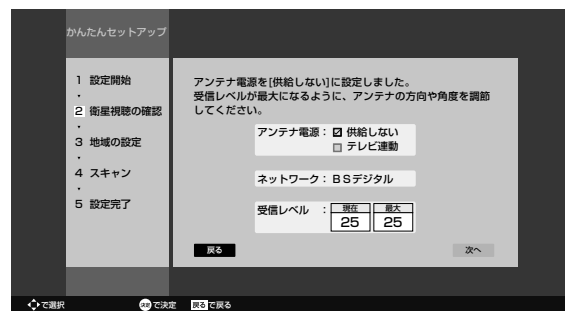 かんたんセットアップ
1 設定開始
・
2 衛星視聴の確認
・
3 地域の設定
・
4 スキャン
・
5 設定完了
アンテナ電源を[供給しない]に設定しました。
受信レベルが最大になるように、アンテナの方向や角度を調節
してください。
アンテナ電源： 供給しない
テレビ連動
ネットワーク：ＢＳデジタル
受信レベル ： 現在 最大
25 25
戻る 次へ
で選択 決定 で決定 戻る で戻る